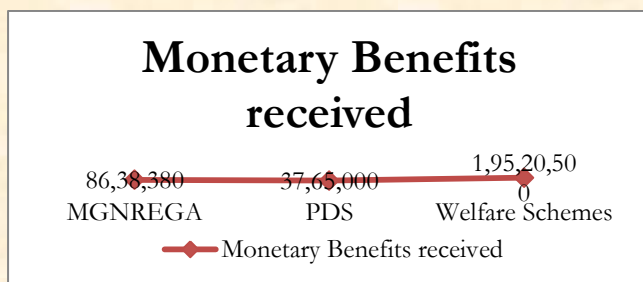 Monetary Benefits
received
86,38,380
37,65,000
1,95,20,50
0
MGNREGA
PDS
Welfare Schemes
Monetary Benefits received